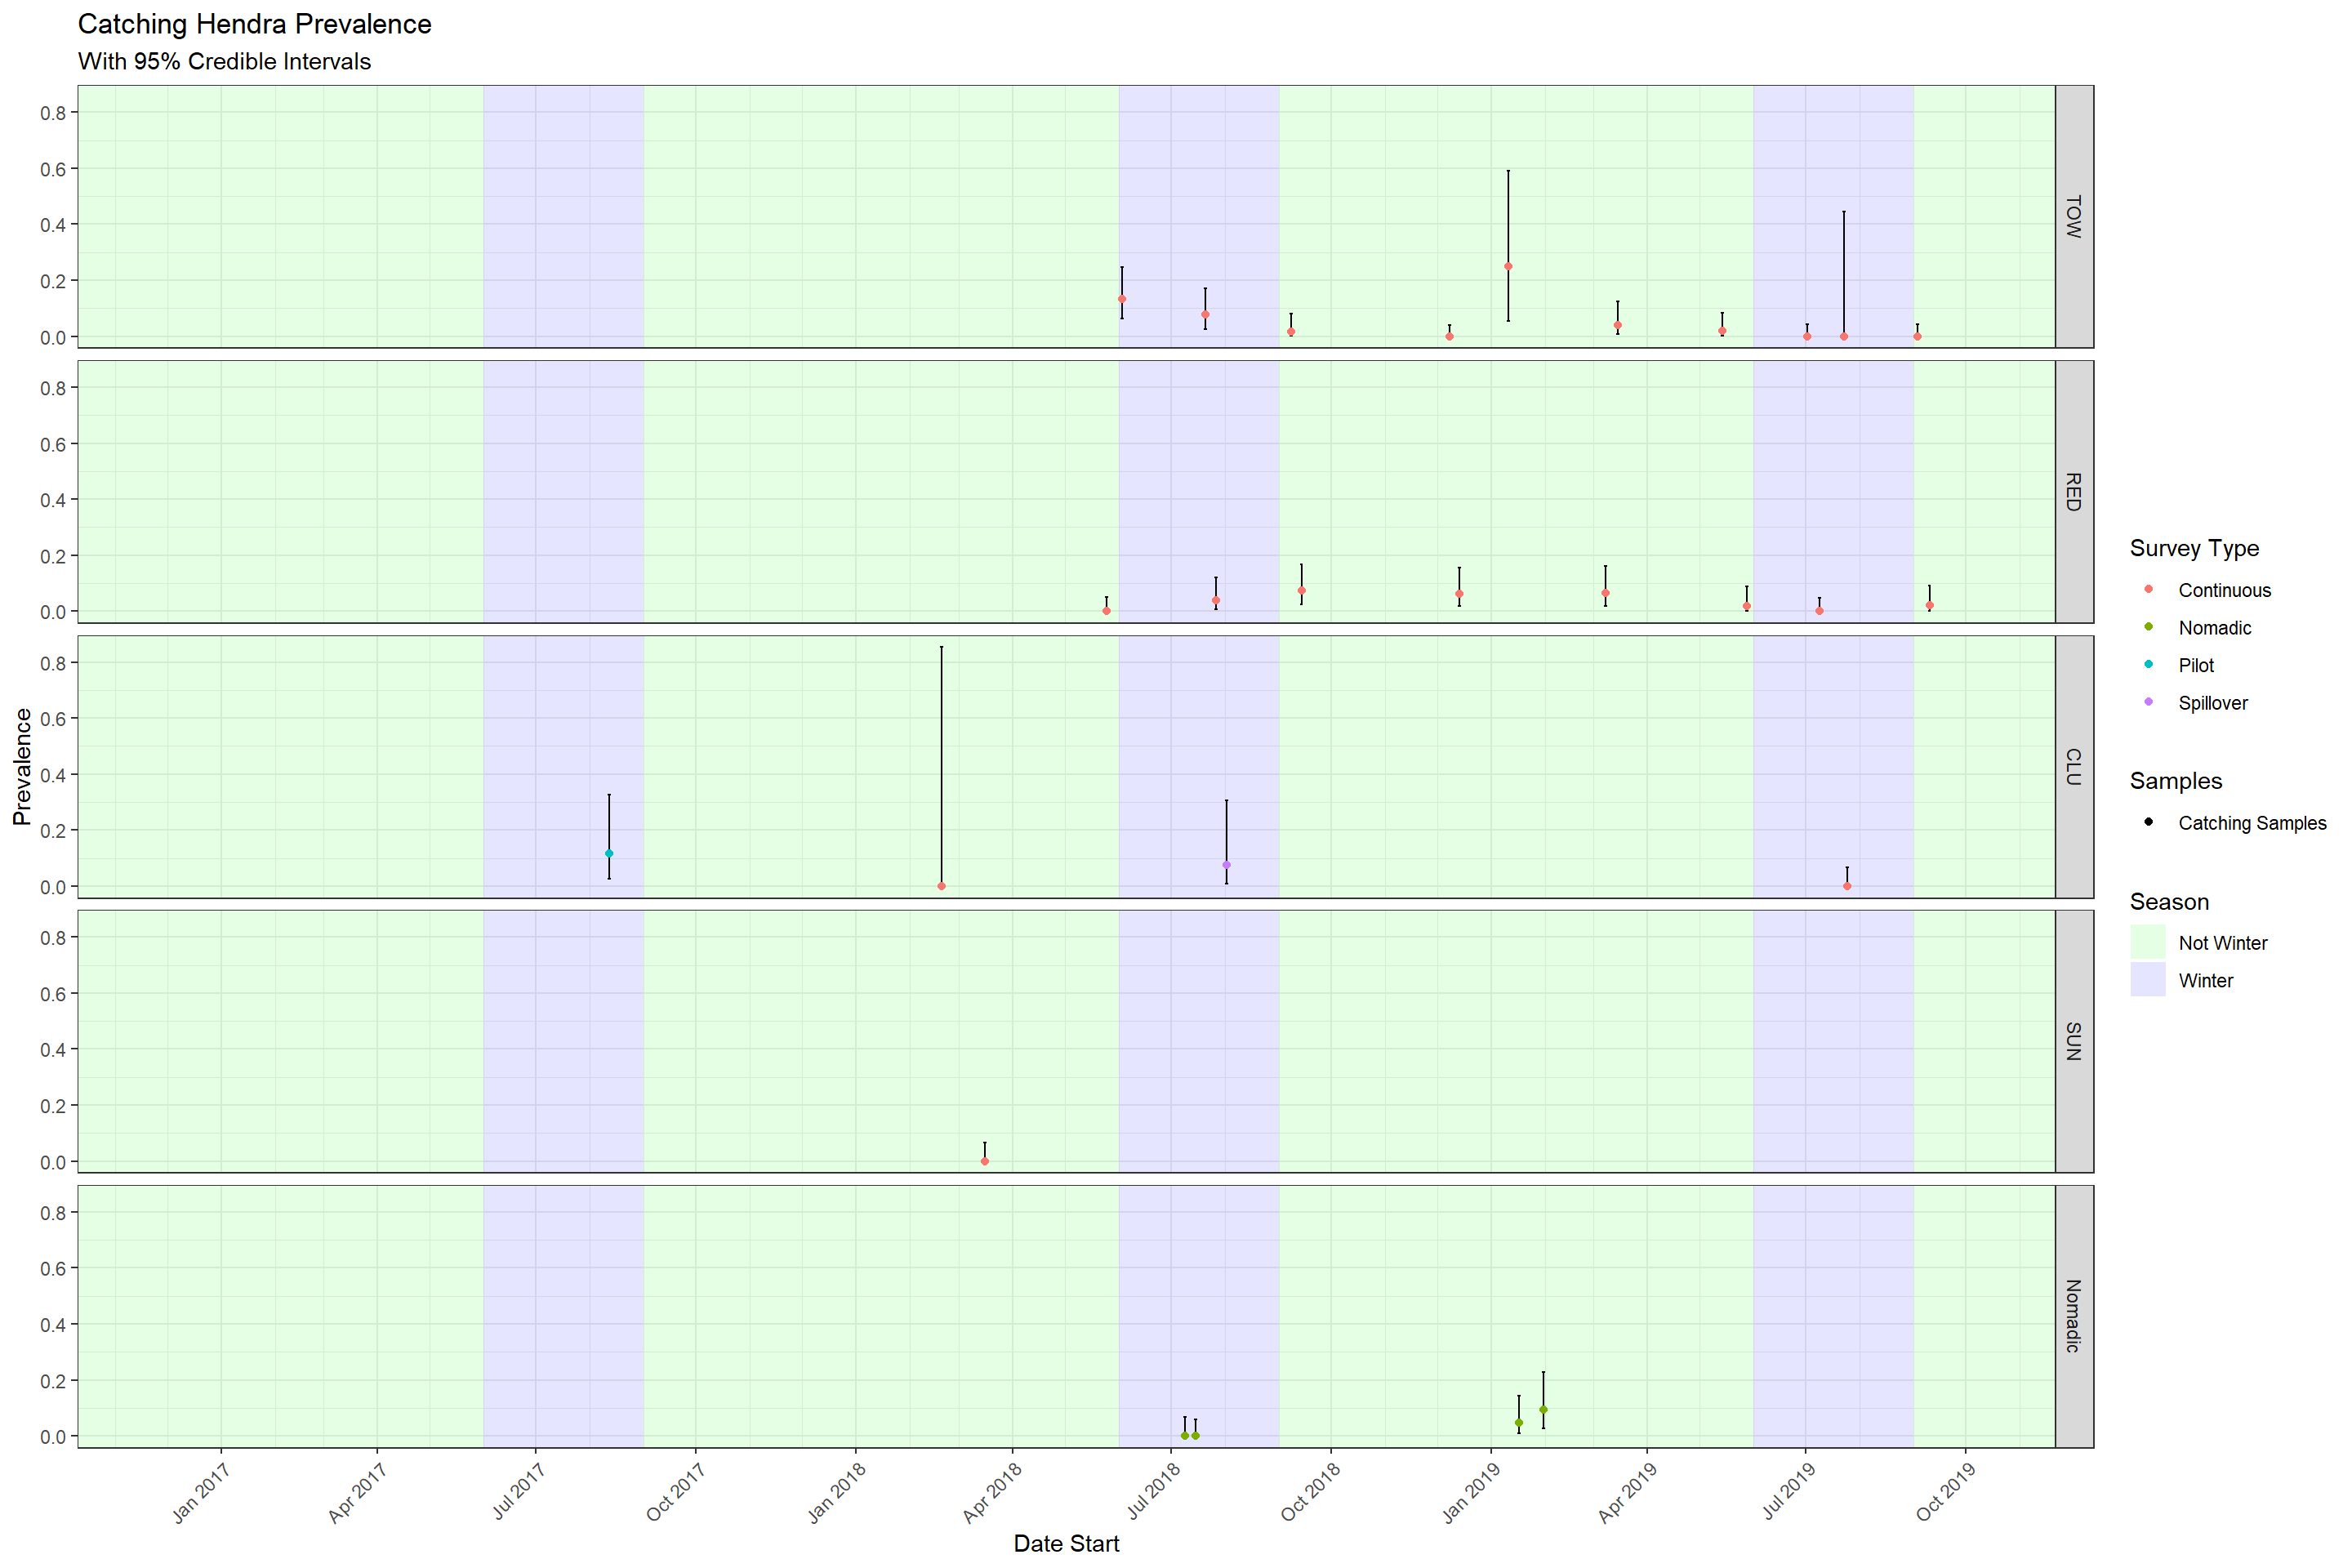 Catching Hendra Prevalence
With 95% Credible Intervals
Prevalence
0.8
0.6
0.4
0.2
0.0
TOW
0.8
0.6
0.4
0.2
0.0
RED
0.8
0.6
0.4
0.2
0.0
CLU
0.8
0.6
0.4
0.2
0.0
SUN
0.8
0.6
0.4
0.2
0.0
Nomadic
Jan 2017
Apr 2017
Jul 2017
Oct 2017
Jan 2018
Apr 2018
Jul 2018
Oct 2018
Jan 2019
Apr 2019
Jul 2019
Oct 2019
Date Start
Survey Type
Continuous
Nomadic
Pilot
Spillover
Samples
Catching Samples
Season
Not Winter
Winter